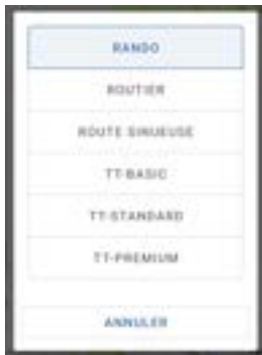 RANDO
ROUTIER
ROUTE SINUEUSE
TT-BASIC
TT-STANDARD
TT-PREMIUM
ANNULER